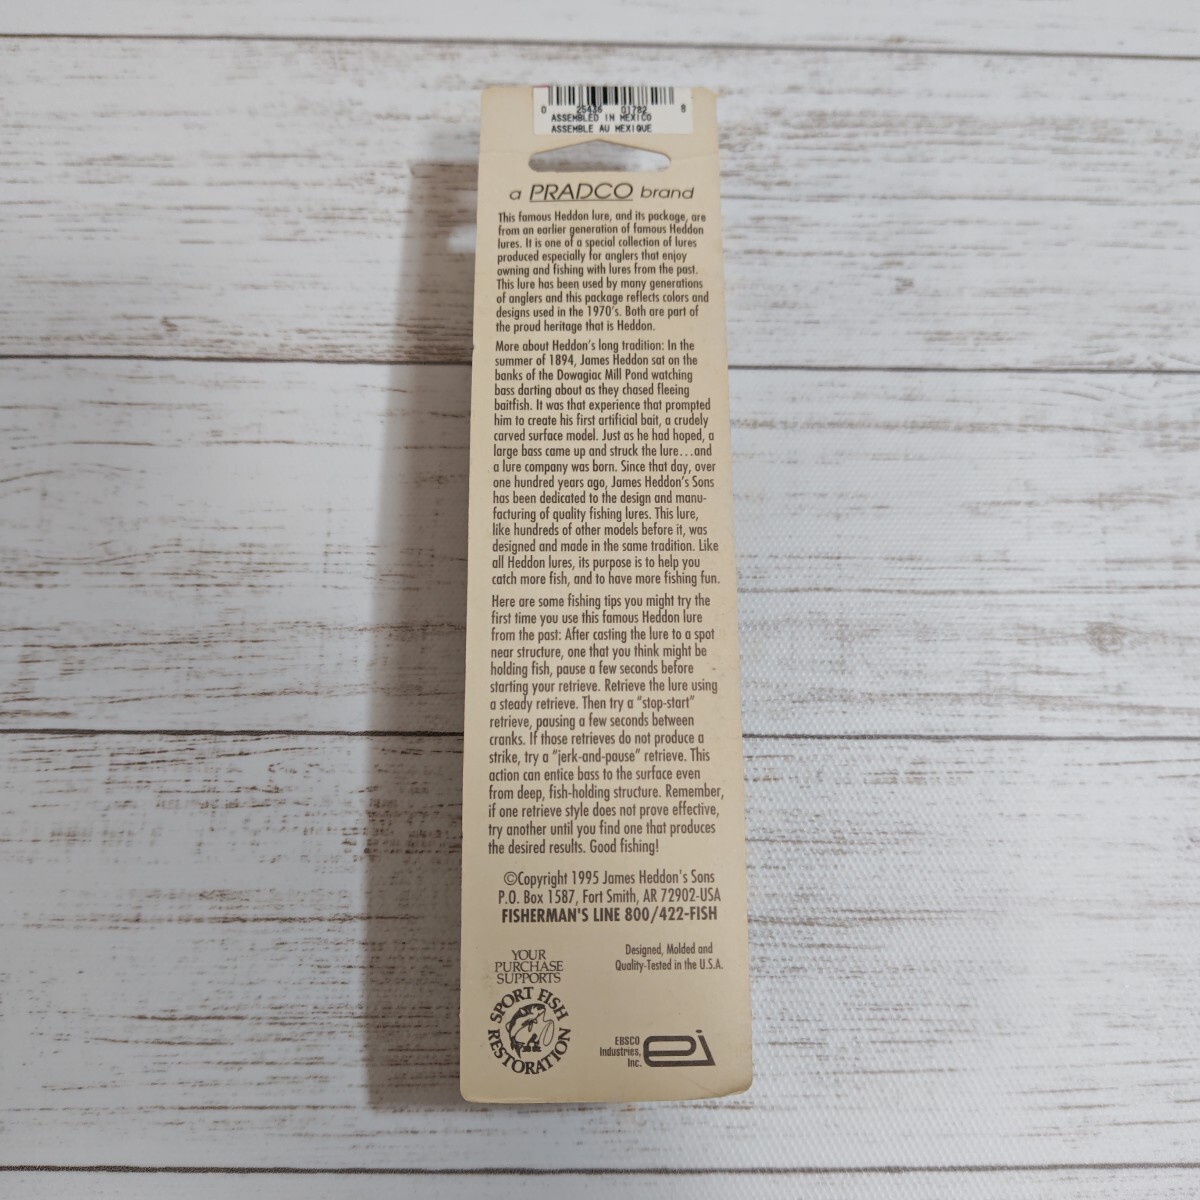 0 25436 01782 8
ASSEMBLED IN MEXICO
ASSEMBLE AU MEXIQUE
a PRADCO brand
This famous Heddon lure, and its package, are
from an earlier generation of famous Heddon
lures. It is one of a special collection of lures
produced especially for anglers that enjoy
owning and fishing with lures from the past.
This lure has been used by many generations
of anglers and this package reflects colors and
designs used in the 1970's. Both are part of
the proud heritage that is Heddon.
More about Heddon's long tradition: In the
summer of 1894, James Heddon sat on the
banks of the Dowagiac Mill Pond watching
bass darting about as they chased fleeing
baitfish. It was that experience that prompted
him to create his first artificial bait, a crudely
carved surface model. Just as he had hoped, a
large bass came up and struck the lure...and
a lure company was born. Since that day, over
one hundred years ago, James Heddon's Sons
has been dedicated to the design and manu-
facturing of quality fishing lures. This lure,
like hundreds of other models before it, was
designed and made in the same tradition. Like
all Heddon lures, its purpose is to help you
catch more fish, and to have more fishing fun.
Here are some fishing tips you might try the
first time you use this famous Heddon lure
from the past: After casting the lure to a spot
near structure, one that you think might be
holding fish, pause a few seconds before
starting your retrieve. Retrieve the lure using
a steady retrieve. Then try a "stop-start"
retrieve, pausing a few seconds between
cranks. If those retrieves do not produce a
strike, try a "jerk-and-pause" retrieve. This
action can entice bass to the surface even
from deep, fish-holding structure. Remember,
if one retrieve style does not prove effective,
try another until you find one that produces
the desired results. Good fishing!
©Copyright 1995 James Heddon's Sons
P.O. Box 1587, Fort Smith, AR 72902-USA
FISHERMAN'S LINE 800/422-FISH
YOUR
PURCHASE
SUPPORTS
SPORT FISH
RESTORATION
Designed, Molded and
Quality-Tested in the U.S.A.
EBSCO
Industries,
Inc.
ei